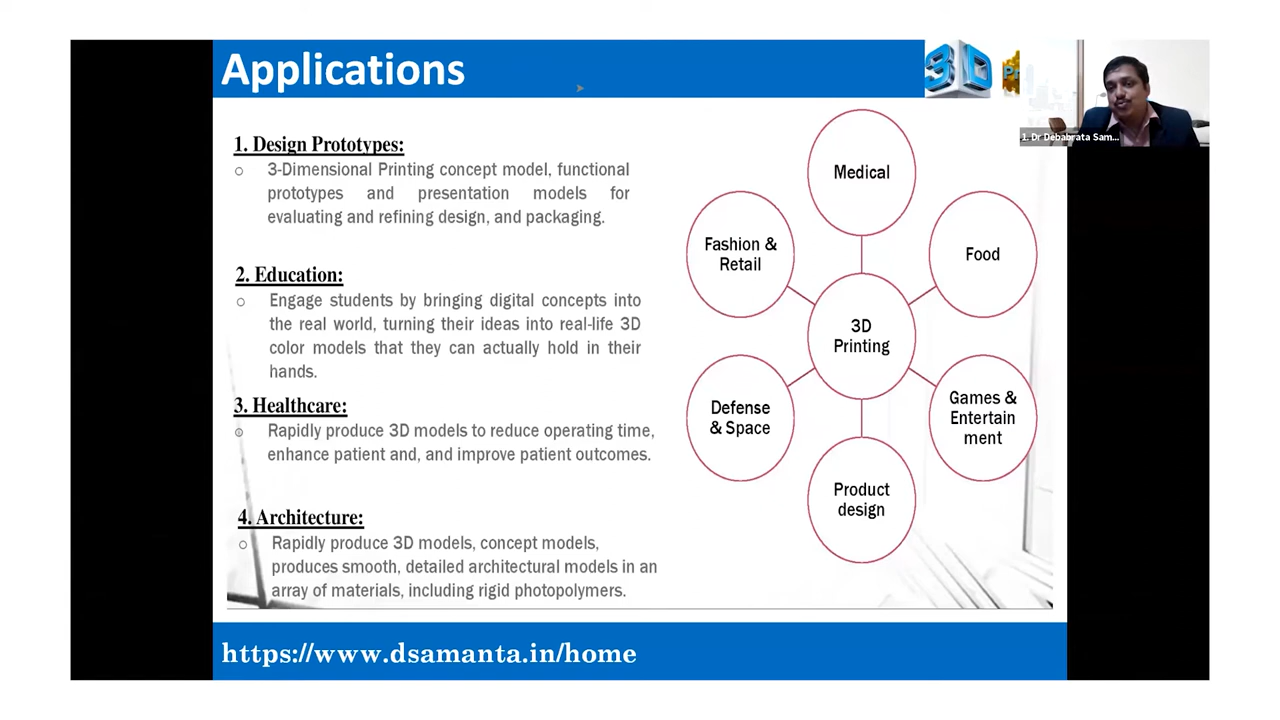 Applications
3D
Pr
1. Dr Debabrata Sam...
1. Design Prototypes:
3-Dimensional Printing concept model, functional
prototypes and presentation models for
evaluating and refining design, and packaging.
2. Education:
Engage students by bringing digital concepts into
the real world, turning their ideas into real-life 3D
color models that they can actually hold in their
hands.
3. Healthcare:
Rapidly produce 3D models to reduce operating time,
enhance patient and, and improve patient outcomes.
4. Architecture:
Rapidly produce 3D models, concept models,
produces smooth, detailed architectural models in an
array of materials, including rigid photopolymers.
Medical
Fashion &
Retail
Food
3D
Printing
Defense
& Space
Games &
Entertain
ment
Product
design
https://www.dsamanta.in/home